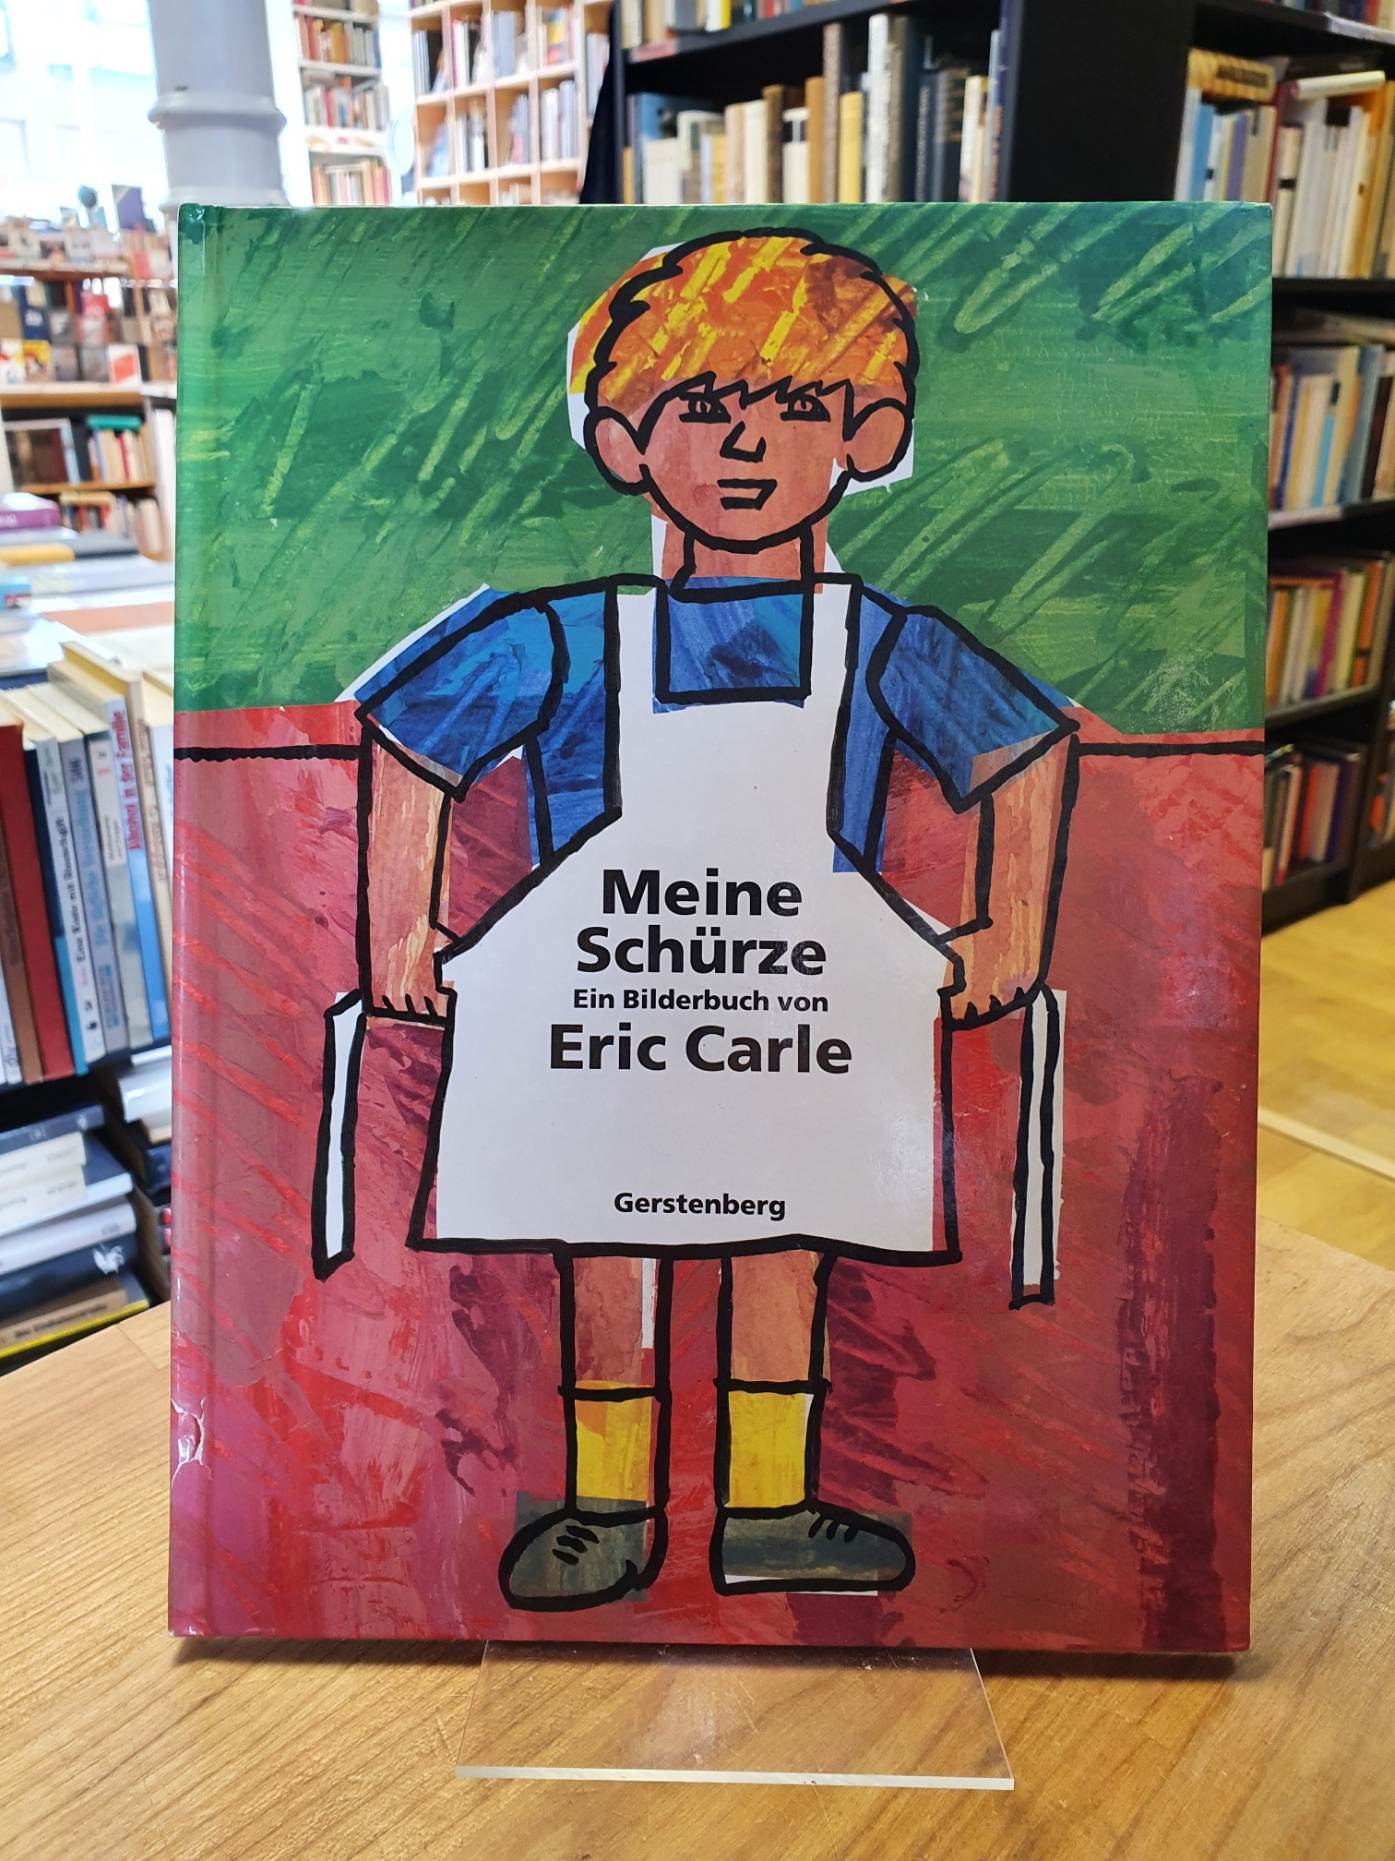 Meine
Schürze
Ein Bilderbuch von
Eric Carle
Gerstenberg